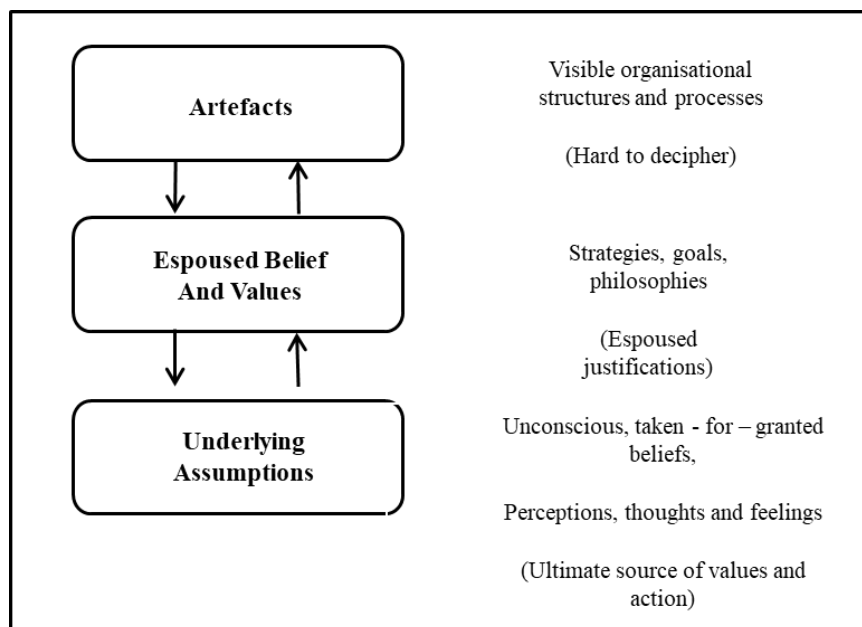 Artefacts
Visible organisational
structures and processes
(Hard to decipher)
Espoused Belief
And Values
Strategies, goals,
philosophies
(Espoused
justifications)
Underlying
Assumptions
Unconscious, taken - for – granted
beliefs,
Perceptions, thoughts and feelings
(Ultimate source of values and
action)